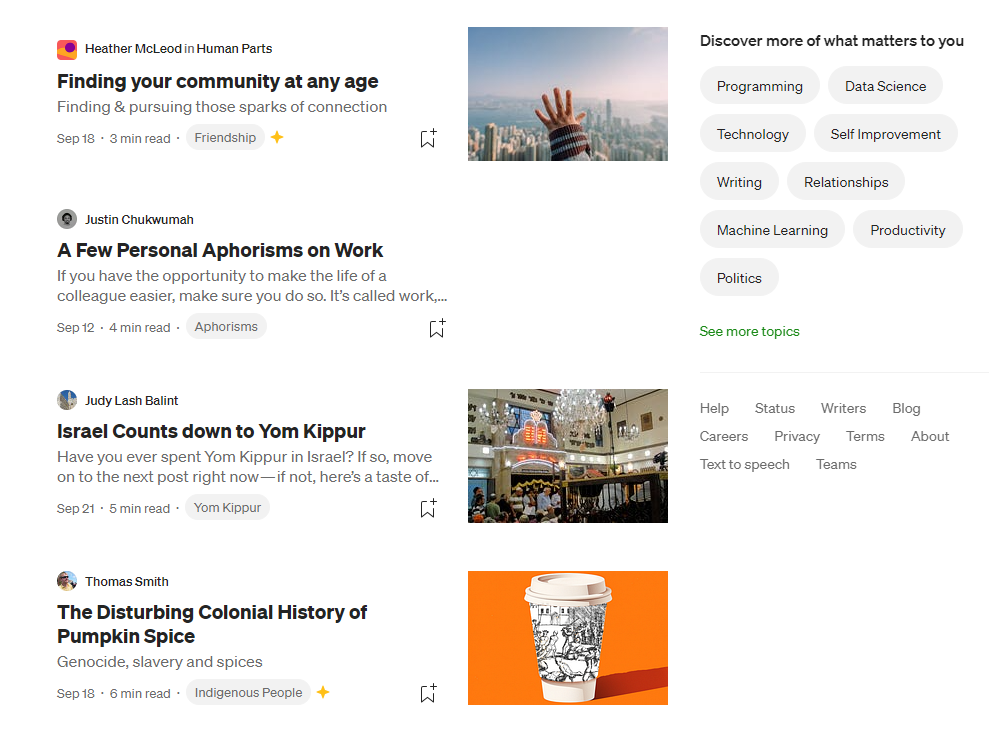 Heather McLeod in Human Parts
Finding your community at any age
Finding & pursuing those sparks of connection
Sep 18 · 3 min read · Friendship
Justin Chukwumah
A Few Personal Aphorisms on Work
If you have the opportunity to make the life of a
colleague easier, make sure you do so. It’s called work,...
Sep 12 · 4 min read · Aphorisms
Judy Lash Balint
Israel Counts down to Yom Kippur
Have you ever spent Yom Kippur in Israel? If so, move
on to the next post right now — if not, here’s a taste of...
Sep 21 · 5 min read · Yom Kippur
Thomas Smith
The Disturbing Colonial History of
Pumpkin Spice
Genocide, slavery and spices
Sep 18 · 6 min read · Indigenous People
Discover more of what matters to you
Programming Data Science
Technology Self Improvement
Writing Relationships
Machine Learning Productivity
Politics
See more topics
Help Status Writers Blog
Careers Privacy Terms About
Text to speech Teams